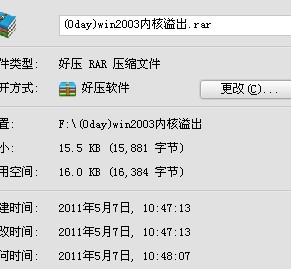 (0day)win2003内核溢出.rar
件类型: 好压 RAR 压缩文件
开方式: 好压软件 更改(C)...
置: F:\(0day)win2003内核溢出
小: 15.5 KB (15,881 字节)
用空间: 16.0 KB (16,384 字节)
建时间: 2011年5月7日, 10:47:13
改时间: 2011年5月7日, 10:47:13
问时间: 2011年5月7日, 10:48:07